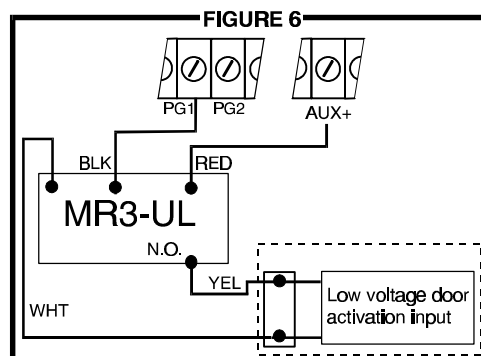 FIGURE 6
PG1 PG2
AUX+
BLK
RED
MR3-UL
N.O.
YEL
WHT
Low voltage door
activation input